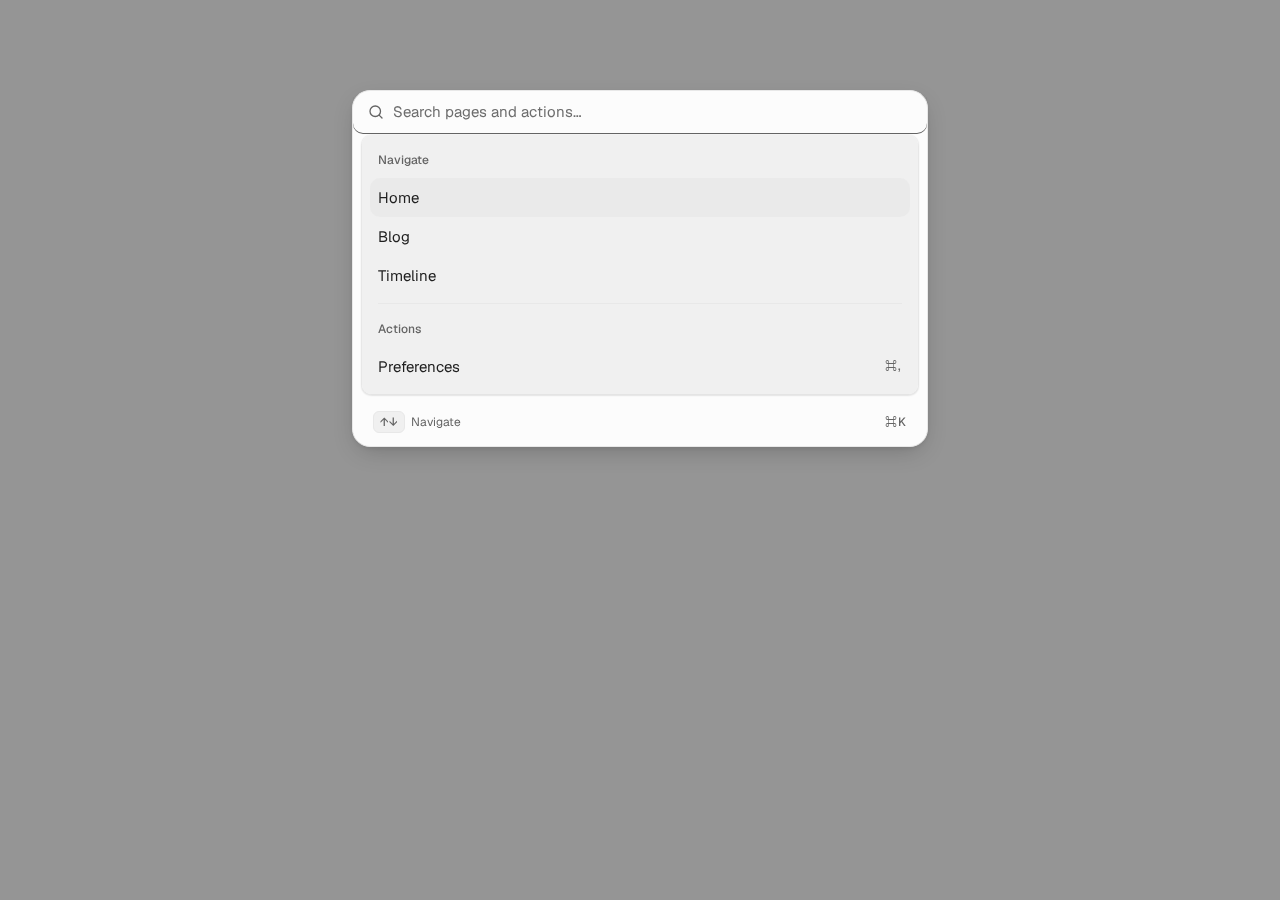 Search pages and actions…
Navigate
Home
Blog
Timeline
Actions
Preferences ⌘,
↑↓ Navigate ⌘K